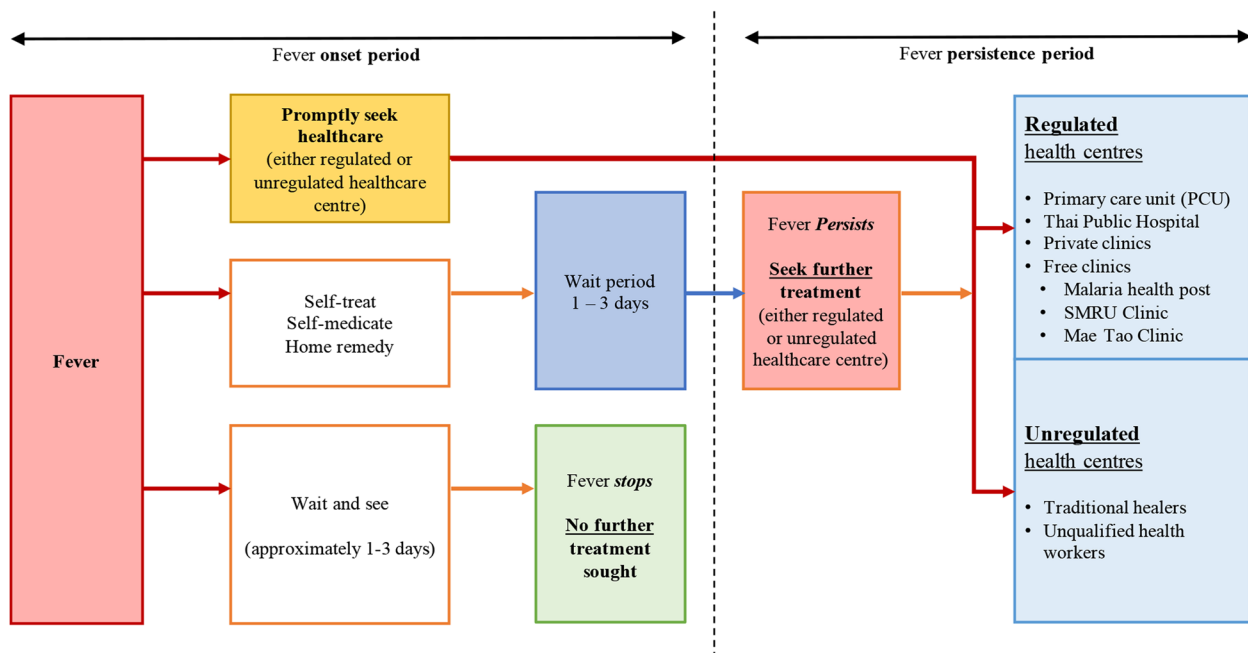 Fever onset period
Fever persistence period
Fever
Promptly seek
healthcare
(either regulated or
unregulated healthcare
centre)
Self-treat
Self-medicate
Home remedy
Wait and see
(approximately 1-3 days)
Wait period
1 – 3 days
Fever stops
No further
treatment
sought
Fever Persists
Seek further
treatment
(either regulated
or unregulated
healthcare centre)
Regulated
health centres
• Primary care unit (PCU)
• Thai Public Hospital
• Private clinics
• Free clinics
• Malaria health post
• SMRU Clinic
• Mae Tao Clinic
Unregulated
health centres
• Traditional healers
• Unqualified health
workers